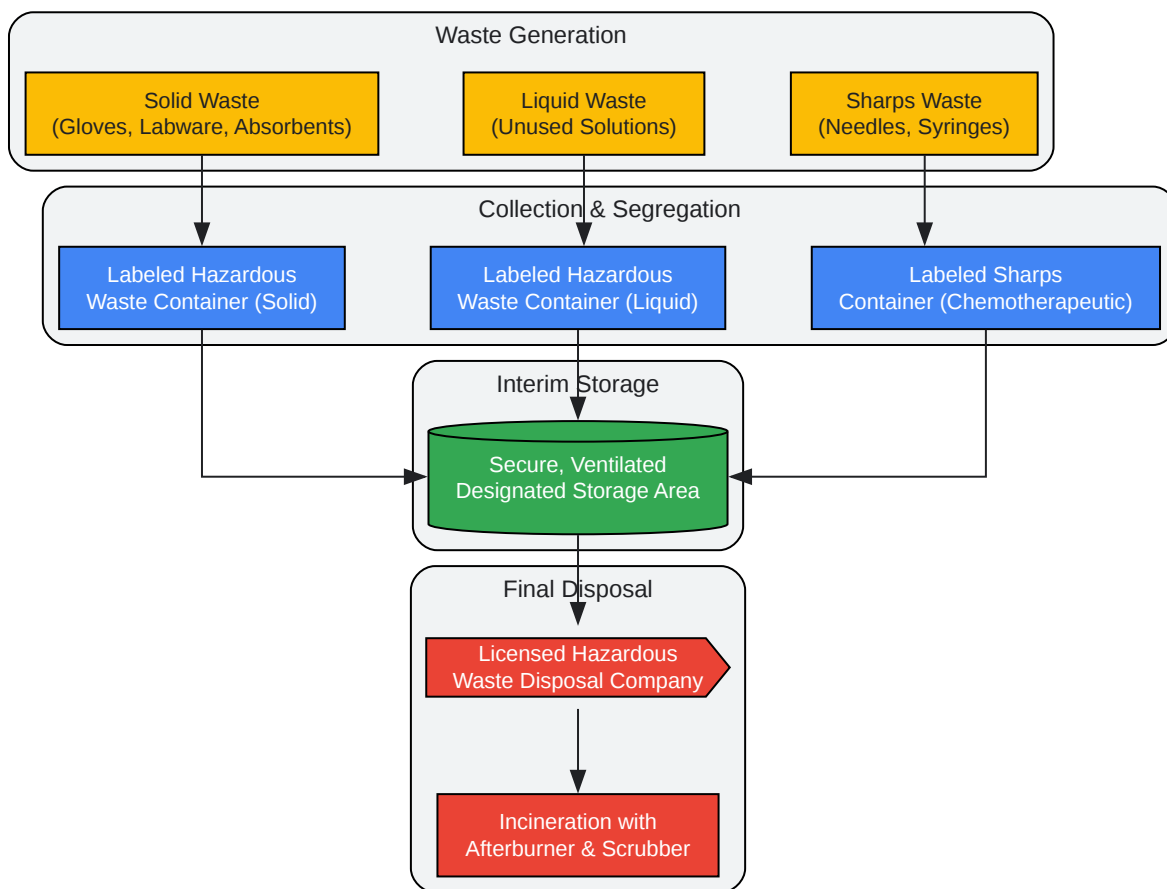 Waste Generation
Solid Waste
(Gloves, Labware, Absorbents)
Liquid Waste
(Unused Solutions)
Sharps Waste
(Needles, Syringes)
Collection & Segregation
Labeled Hazardous
Waste Container (Solid)
Labeled Hazardous
Waste Container (Liquid)
Labeled Sharps
Container (Chemotherapeutic)
Interim Storage
Secure, Ventilated
Designated Storage Area
Final Disposal
Licensed Hazardous
Waste Disposal Company
Incineration with
Afterburner & Scrubber